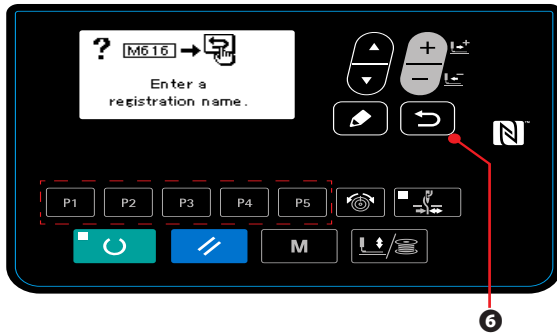 ? M616
Enter a
registration name.
P1 P2 P3 P4 P5
M
N
6